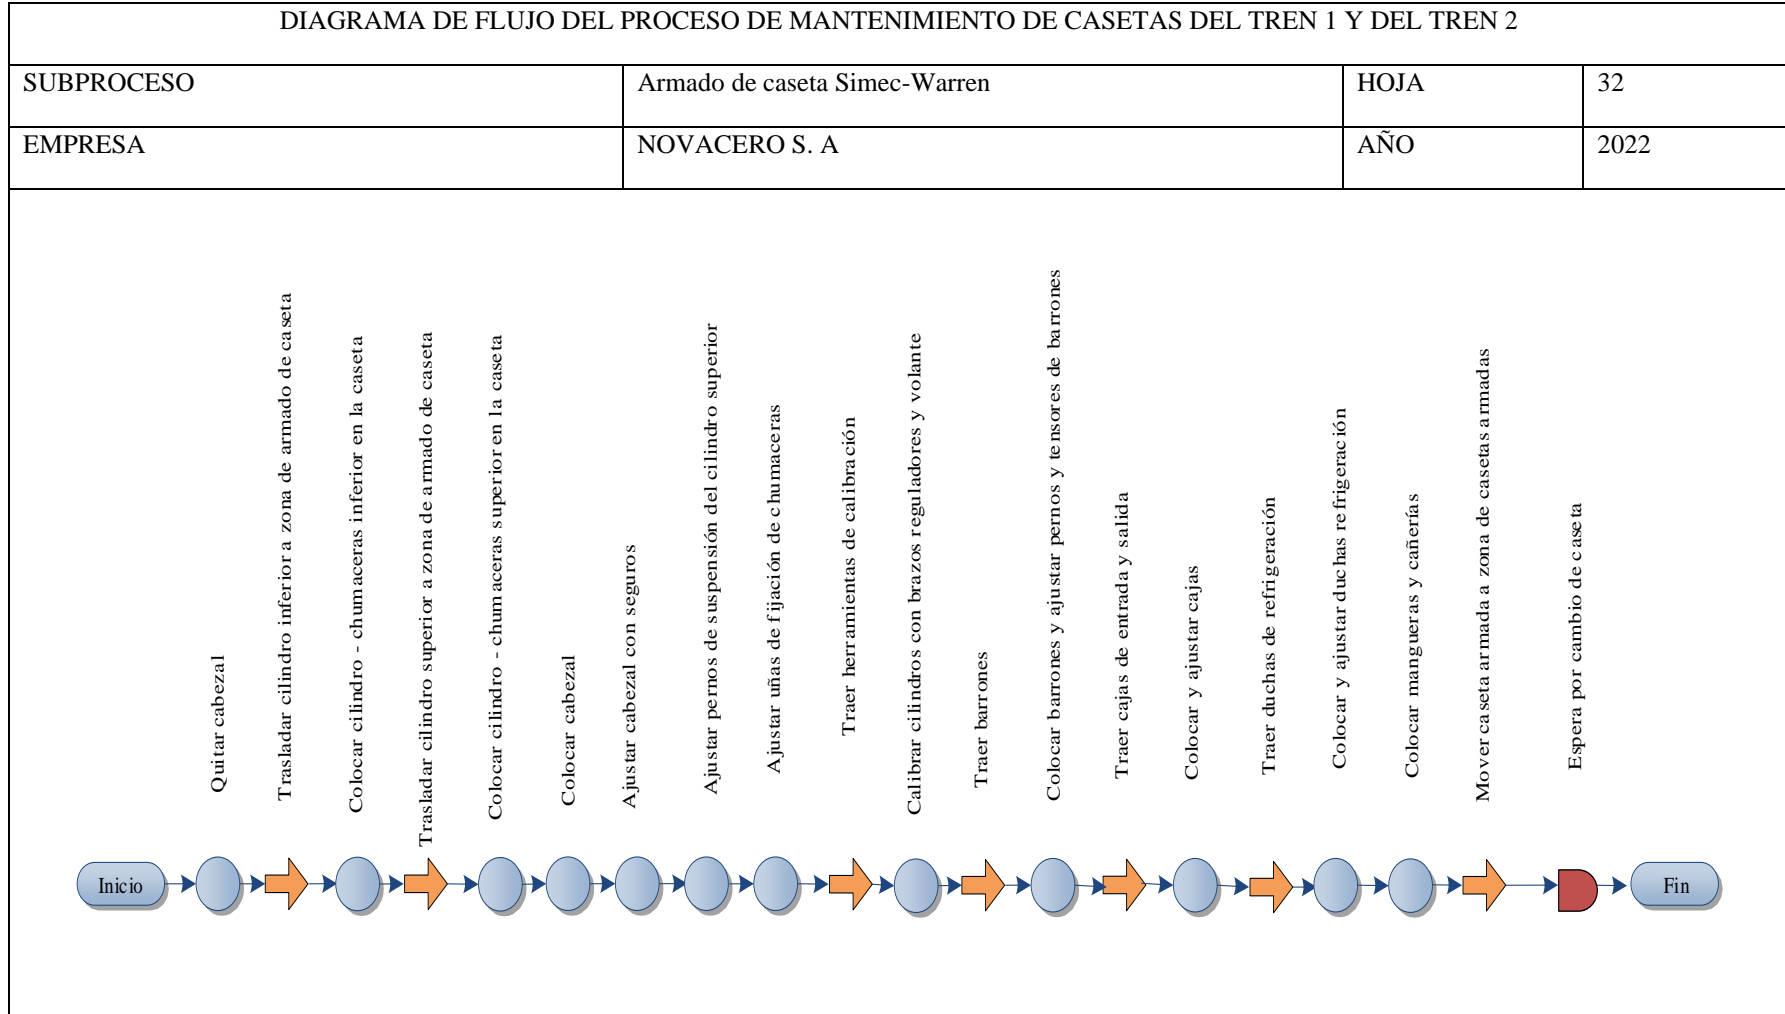 DIAGRAMA DE FLUJO DEL PROCESO DE MANTENIMIENTO DE CASETAS DEL TREN 1 Y DEL TREN 2
SUBPROCESO
Armado de caseta Simec-Warren
HOJA
32
EMPRESA
NOVACERO S. A
AÑO
2022
Inicio
Quitar cabezal
Trasladar cilindro inferior a zona de armado de caseta
Colocar cilindro - chumaceras inferior en la caseta
Trasladar cilindro superior a zona de armado de caseta
Colocar cilindro - chumaceras superior en la caseta
Colocar cabezal
Ajustar cabezal con seguros
Ajustar pernos de suspensión del cilindro superior
Ajustar uñas de fijación de chumaceras
Traer herramientas de calibración
Calibrar cilindros con brazos reguladores y volante
Traer barrones
Colocar barrones y ajustar pernos y tensores de barrones
Traer cajas de entrada y salida
Colocar y ajustar cajas
Traer duchas de refrigeración
Colocar y ajustar duchas refrigeración
Colocar mangueras y cañerías
Mover caseta armada a zona de casetas armadas
Espera por cambio de caseta
Fin